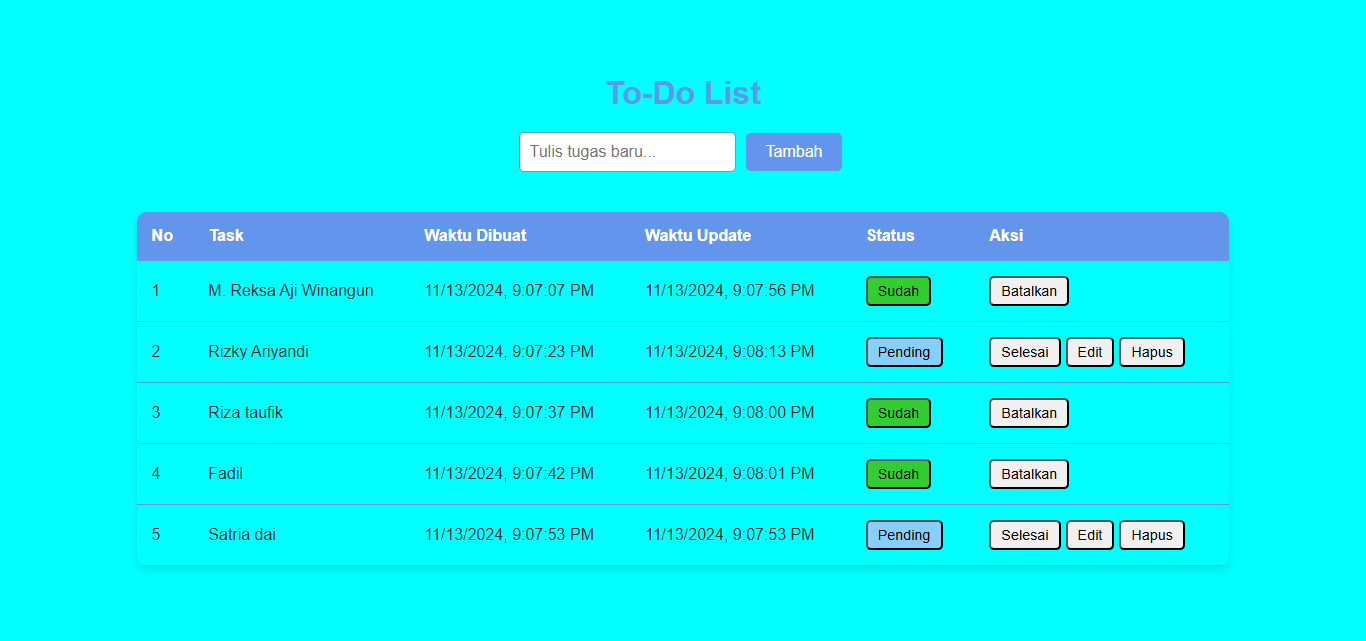 To-Do List
Tulis tugas baru... Tambah
No Task Waktu Dibuat Waktu Update Status Aksi
1 M. Reksa Aji Winangun 11/13/2024, 9:07:07 PM 11/13/2024, 9:07:56 PM Sudah Batalkan
2 Rizky Ariyandi 11/13/2024, 9:07:23 PM 11/13/2024, 9:08:13 PM Pending Selesai Edit Hapus
3 Riza taufik 11/13/2024, 9:07:37 PM 11/13/2024, 9:08:00 PM Sudah Batalkan
4 Fadil 11/13/2024, 9:07:42 PM 11/13/2024, 9:08:01 PM Sudah Batalkan
5 Satria dai 11/13/2024, 9:07:53 PM 11/13/2024, 9:07:53 PM Pending Selesai Edit Hapus